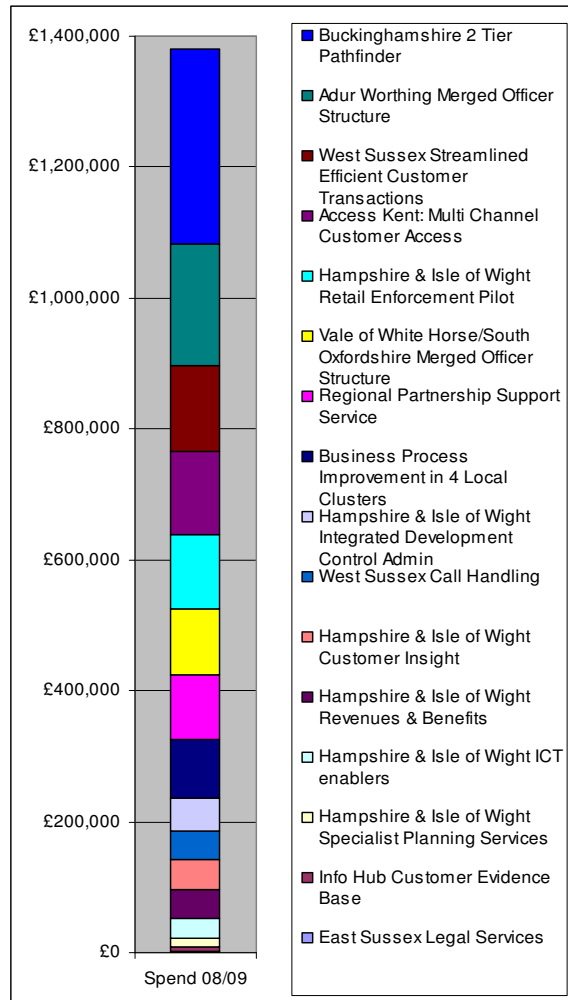 £1,400,000
£1,200,000
£1,000,000
£800,000
£600,000
£400,000
£200,000
£0
Spend 08/09
Buckinghamshire 2 Tier
Pathfinder
Adur Worthing Merged Officer
Structure
West Sussex Streamlined
Efficient Customer
Transactions
Access Kent: Multi Channel
Customer Access
Hampshire & Isle of Wight
Retail Enforcement Pilot
Vale of White Horse/South
Oxfordshire Merged Officer
Structure
Regional Partnership Support
Service
Business Process
Improvement in 4 Local
Clusters
Hampshire & Isle of Wight
Integrated Development
Control Admin
West Sussex Call Handling
Hampshire & Isle of Wight
Customer Insight
Hampshire & Isle of Wight
Revenues & Benefits
Hampshire & Isle of Wight ICT
enablers
Hampshire & Isle of Wight
Specialist Planning Services
Info Hub Customer Evidence
Base
East Sussex Legal Services